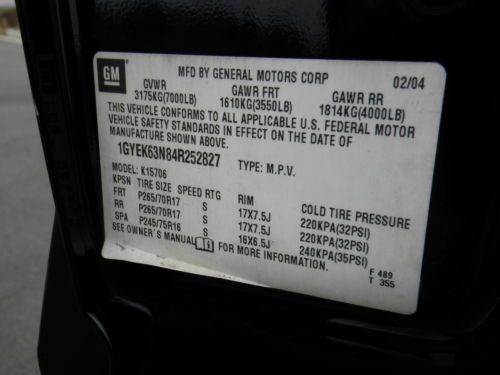 GM MFD BY GENERAL MOTORS CORP 02/04
GVWR GAWR FRT GAWR RR
3175KG(7000LB) 1610KG(3550LB) 1814KG(4000LB)
THIS VEHICLE CONFORMS TO ALL APPLICABLE U.S. FEDERAL MOTOR
VEHICLE SAFETY STANDARDS IN EFFECT ON THE DATE OF
MANUFACTURE SHOWN ABOVE.
1GYEK63N84R252827 TYPE: M.P.V.
MODEL: K15706
KPSN TIRE SIZE SPEED RTG RIM COLD TIRE PRESSURE
FRT P265/70R17 S 17X7.5J 220KPA(32PSI)
RR P265/70R17 S 17X7.5J 220KPA(32PSI)
SPA P245/75R16 S 16X6.5J 240KPA(35PSI)
SEE OWNER'S MANUAL FOR MORE INFORMATION.
F 489
T 355